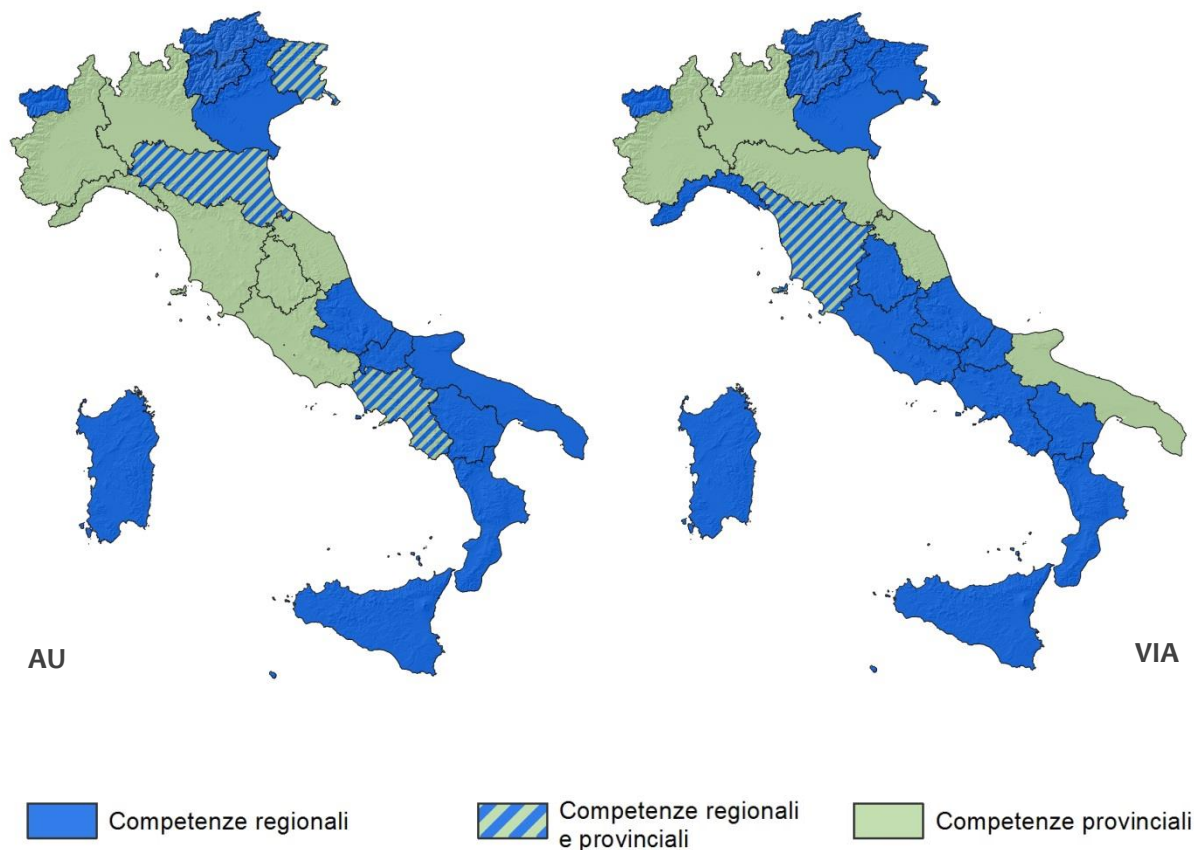 AU
VIA
Competenze regionali
Competenze regionali
e provinciali
Competenze provinciali